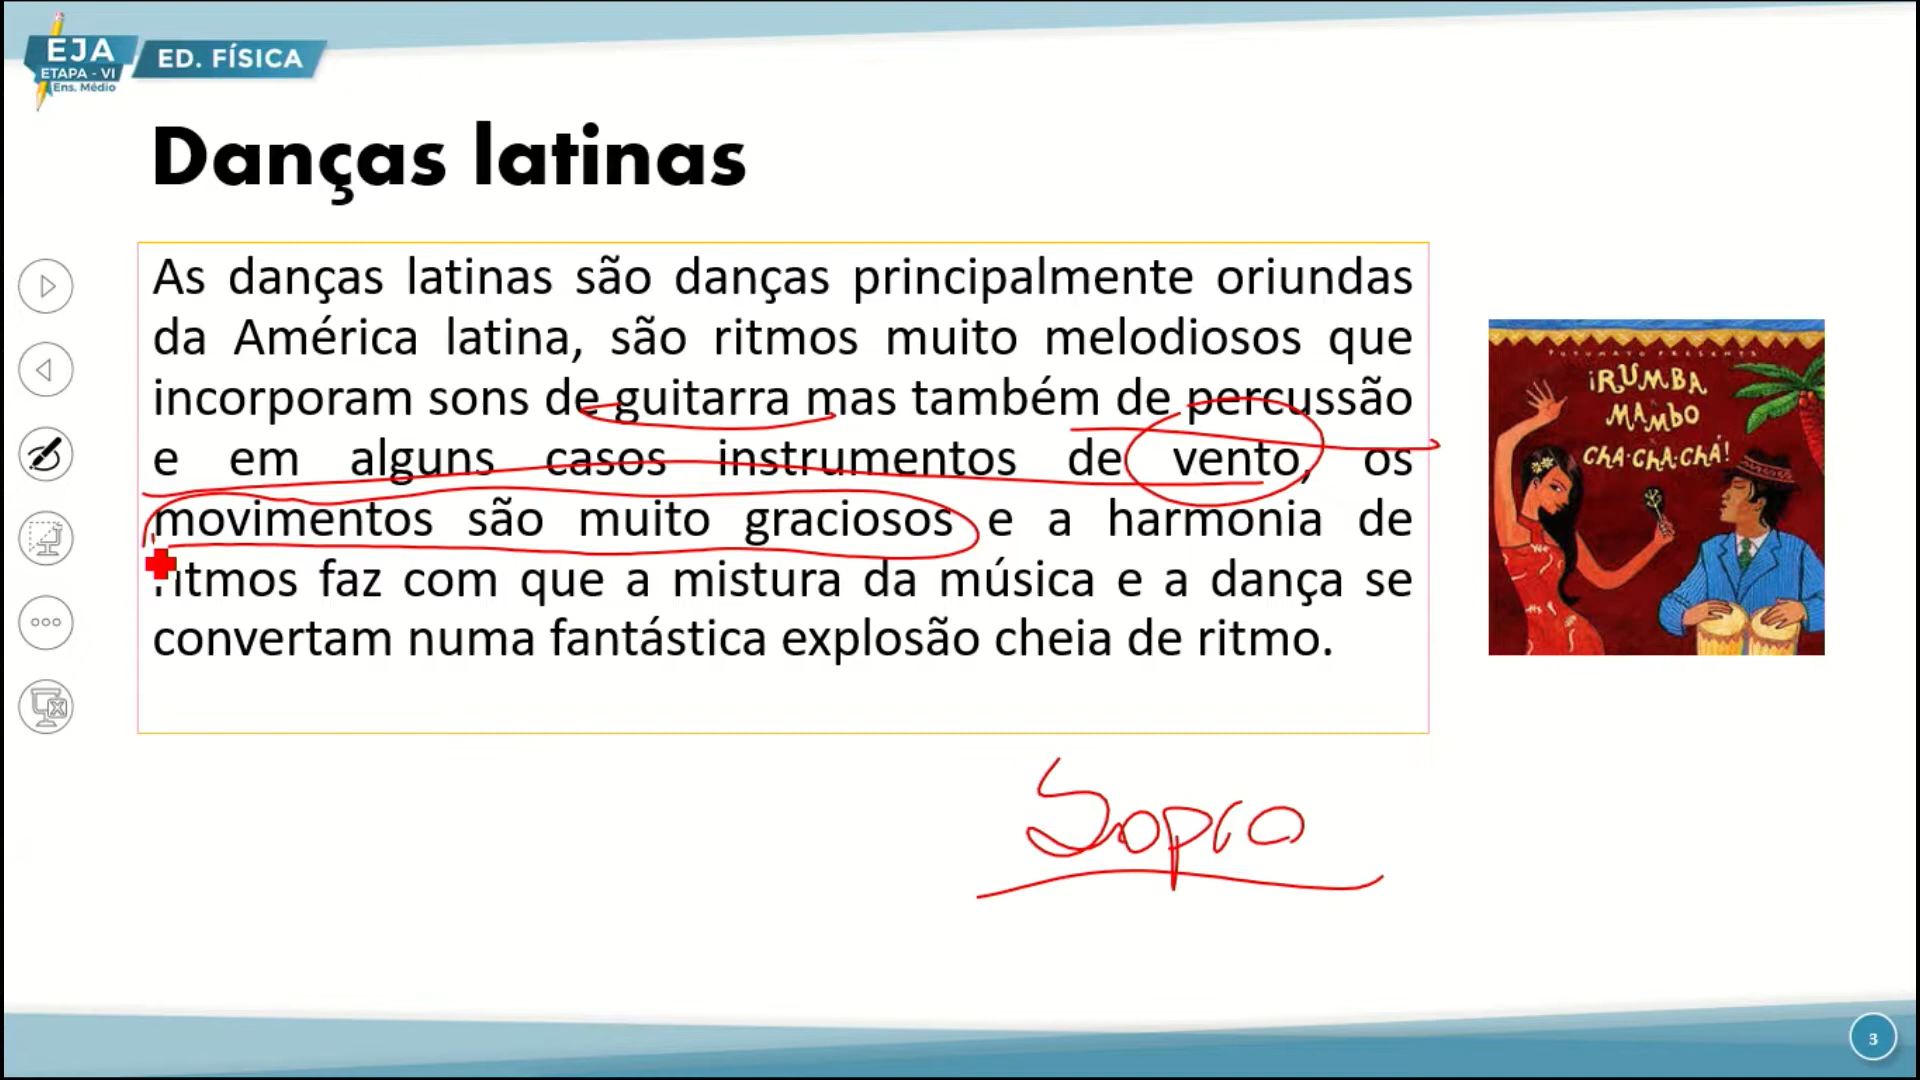 EJA
ETAPA - VI
Ens. Médio
ED. FÍSICA
Danças latinas
As danças latinas são danças principalmente oriundas
da América latina, são ritmos muito melodiosos que
incorporam sons de guitarra mas também de percussão
e em alguns casos instrumentos de vento, os
movimentos são muito graciosos e a harmonia de
ritmos faz com que a mistura da música e a dança se
convertam numa fantástica explosão cheia de ritmo.
PUTUMAYO PRESENTS
¡RUMBA
MAMBO
CHA·CHA·CHÁ!
Sopro
3